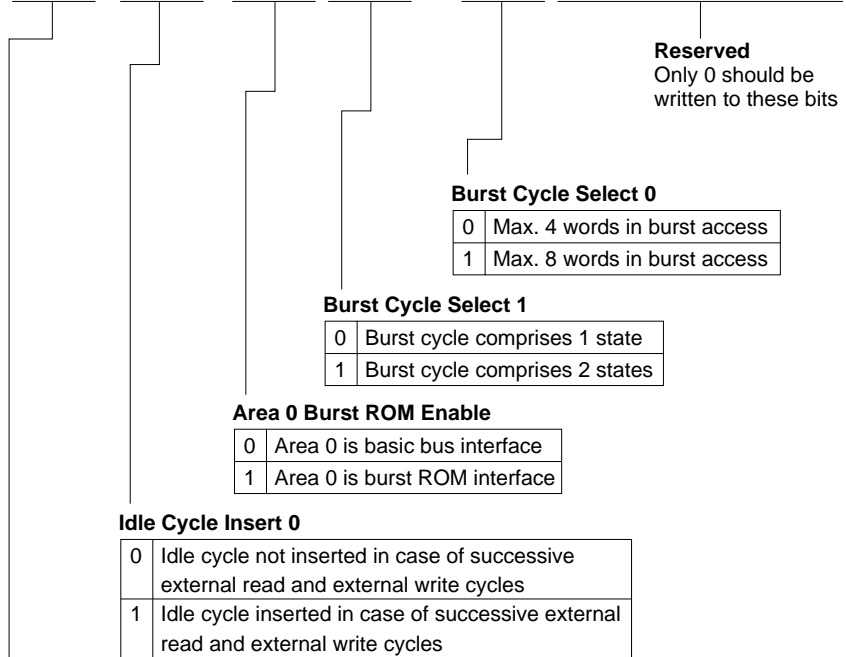 Reserved
Only 0 should be
written to these bits
Burst Cycle Select 0
0 Max. 4 words in burst access
1 Max. 8 words in burst access
Burst Cycle Select 1
0 Burst cycle comprises 1 state
1 Burst cycle comprises 2 states
Area 0 Burst ROM Enable
0 Area 0 is basic bus interface
1 Area 0 is burst ROM interface
Idle Cycle Insert 0
0 Idle cycle not inserted in case of successive
external read and external write cycles
1 Idle cycle inserted in case of successive external
read and external write cycles